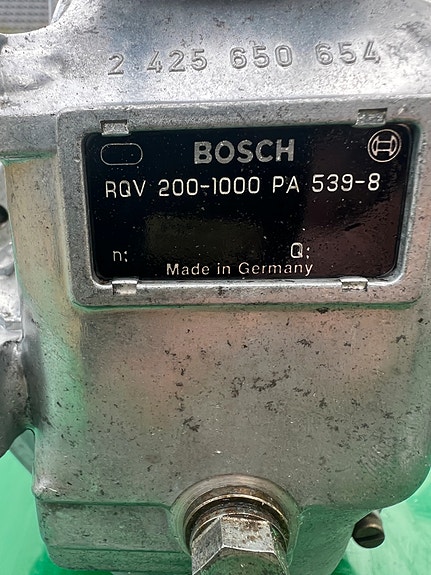 2 425 650 654
BOSCH
RQV 200-1000 PA 539-8
n: Q:
Made in Germany